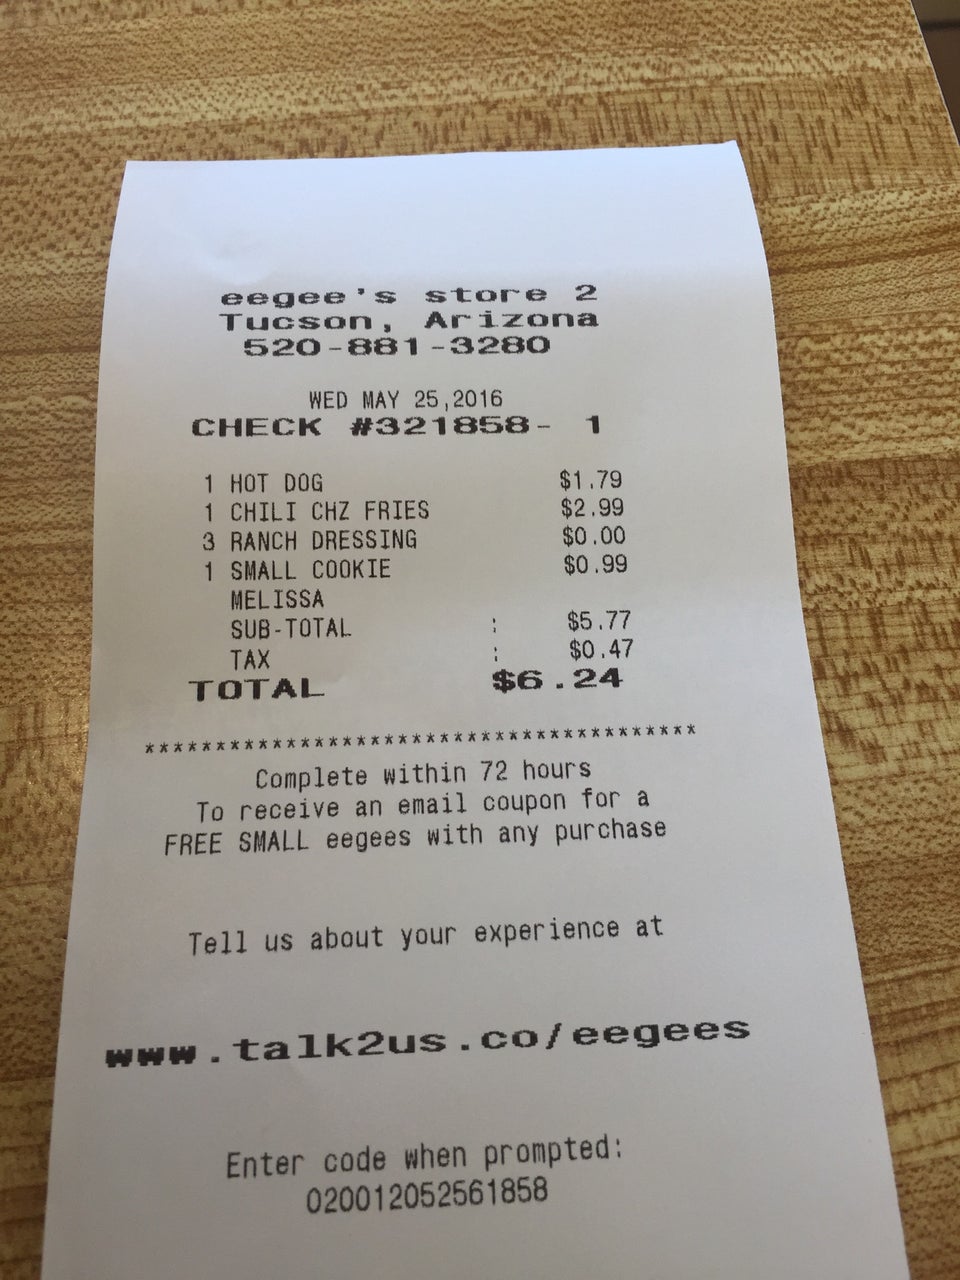 eegee's store 2
Tucson, Arizona
520-881-3280
WED MAY 25,2016
CHECK #321858- 1
1 HOT DOG $1.79
1 CHILI CHZ FRIES $2.99
3 RANCH DRESSING $0.00
1 SMALL COOKIE $0.99
MELISSA
SUB-TOTAL : $5.77
TAX : $0.47
TOTAL $6.24
***************************************
Complete within 72 hours
To receive an email coupon for a
FREE SMALL eegees with any purchase
Tell us about your experience at
www.talk2us.co/eegees
Enter code when prompted:
020012052561858